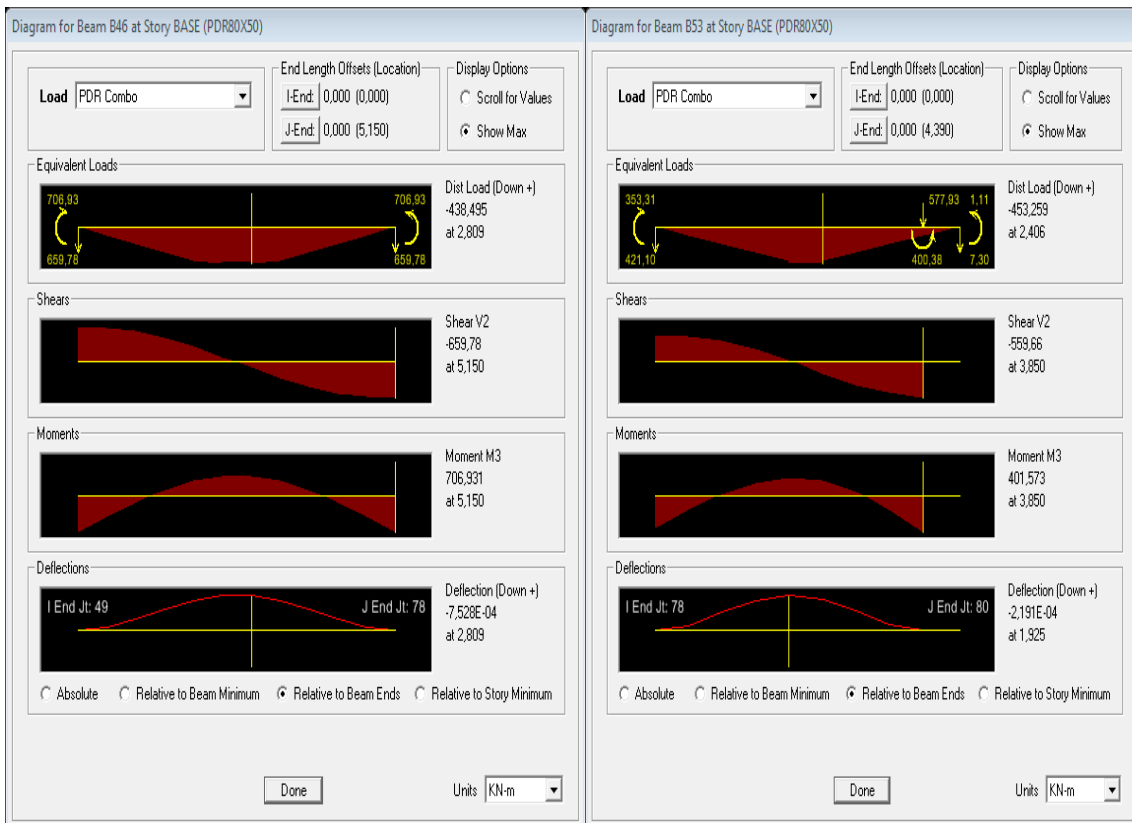 Diagram for Beam B46 at Story BASE (PDR80X50)
Load PDR Combo
End Length Offsets (Location)
I-End: 0,000 (0,000)
J-End: 0,000 (5,150)
Display Options
Scroll for Values
Show Max
Equivalent Loads
706,93 706,93
659,78 659,78
Dist Load (Down +)
-438,495
at 2,809
Shears
Shear V2
-659,78
at 5,150
Moments
Moment M3
706,931
at 5,150
Deflections
I End Jt: 49 J End Jt: 78
Deflection (Down +)
-7,528E-04
at 2,809
Absolute Relative to Beam Minimum Relative to Beam Ends Relative to Story Minimum
Done
Units KN-m
Diagram for Beam B53 at Story BASE (PDR80X50)
Load PDR Combo
End Length Offsets (Location)
I-End: 0,000 (0,000)
J-End: 0,000 (4,390)
Display Options
Scroll for Values
Show Max
Equivalent Loads
353,31 577,93 1,11
421,10 400,38 7,30
Dist Load (Down +)
-453,259
at 2,406
Shears
Shear V2
-559,66
at 3,850
Moments
Moment M3
401,573
at 3,850
Deflections
I End Jt: 78 J End Jt: 80
Deflection (Down +)
-2,191E-04
at 1,925
Absolute Relative to Beam Minimum Relative to Beam Ends Relative to Story Minimum
Done
Units KN-m